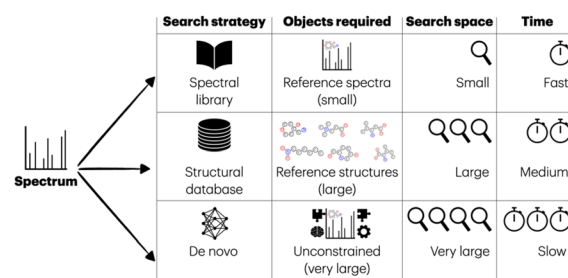 Search strategy Objects required Search space Time
Spectral library Reference spectra (small) Small Fast
Spectrum
Structural database Reference structures (large) Large Medium
De novo Unconstrained (very large) Very large Slow